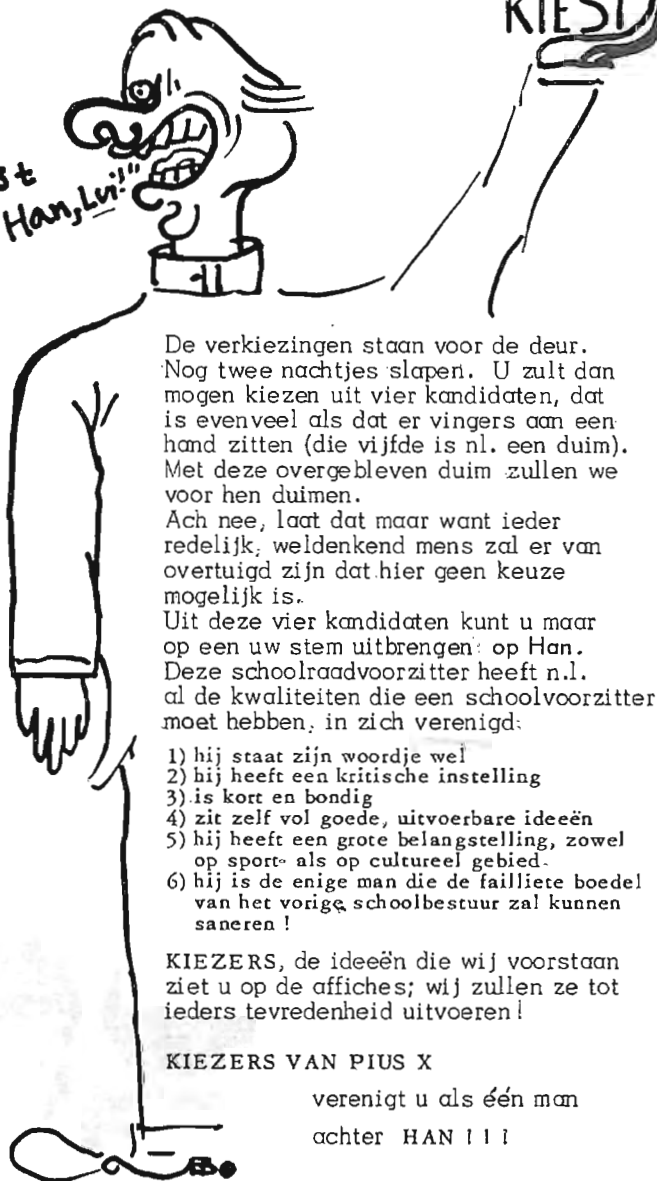 KIEST
st
Han, Lui!"
De verkiezingen staan voor de deur.
Nog twee nachtjes slapen. U zult dan
mogen kiezen uit vier kandidaten, dat
is evenveel als dat er vingers aan een
hand zitten (die vijfde is nl. een duim).
Met deze overgebleven duim zullen we
voor hen duimen.
Ach nee, laat dat maar want ieder
redelijk, weldenkend mens zal er van
overtuigd zijn dat hier geen keuze
mogelijk is.
Uit deze vier kandidaten kunt u maar
op een uw stem uitbrengen: op Han.
Deze schoolraadvoorzitter heeft n.l.
al de kwaliteiten die een schoolvoorzitter
moet hebben, in zich verenigd:
1) hij staat zijn woordje wel
2) hij heeft een kritische instelling
3) is kort en bondig
4) zit zelf vol goede, uitvoerbare ideeën
5) hij heeft een grote belangstelling, zowel
op sport- als op cultureel gebied.
6) hij is de enige man die de failliete boedel
van het vorige schoolbestuur zal kunnen
saneren !
KIEZERS, de ideeën die wij voorstaan
ziet u op de affiches; wij zullen ze tot
ieders tevredenheid uitvoeren!
KIEZERS VAN PIUS X
verenigt u als één man
achter HAN ! ! !